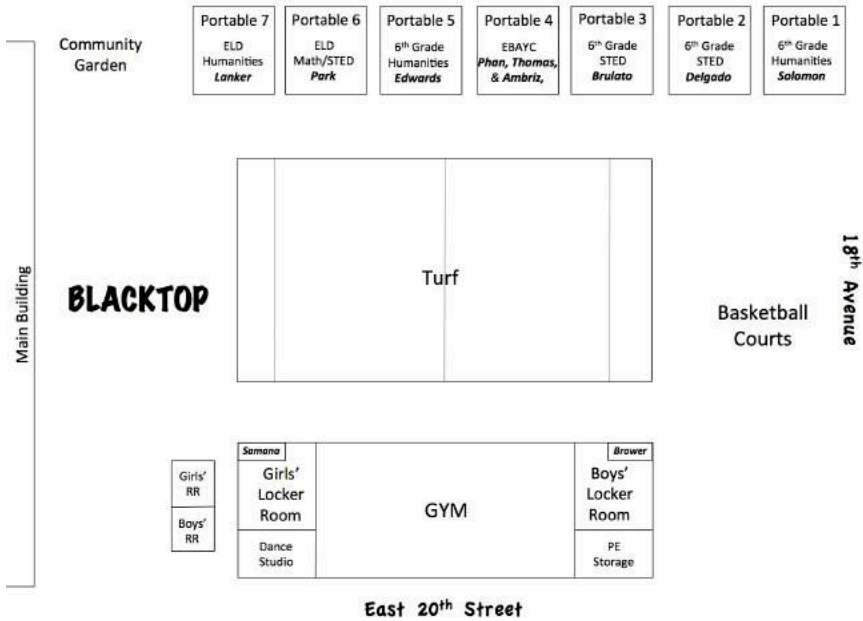 Community
Garden
Portable 7
ELD
Humanities
Lanker
Portable 6
ELD
Math/STED
Park
Portable 5
6th Grade
Humanities
Edwards
Portable 4
EBAYC
Phan, Thomas,
& Ambriz,
Portable 3
6th Grade
STED
Brulato
Portable 2
6th Grade
STED
Delgado
Portable 1
6th Grade
Humanities
Solomon
Main Building
BLACKTOP
Turf
Basketball
Courts
18th Avenue
Girls'
RR
Boys'
RR
Samana
Girls'
Locker
Room
Dance
Studio
GYM
Brower
Boys'
Locker
Room
PE
Storage
East 20th Street